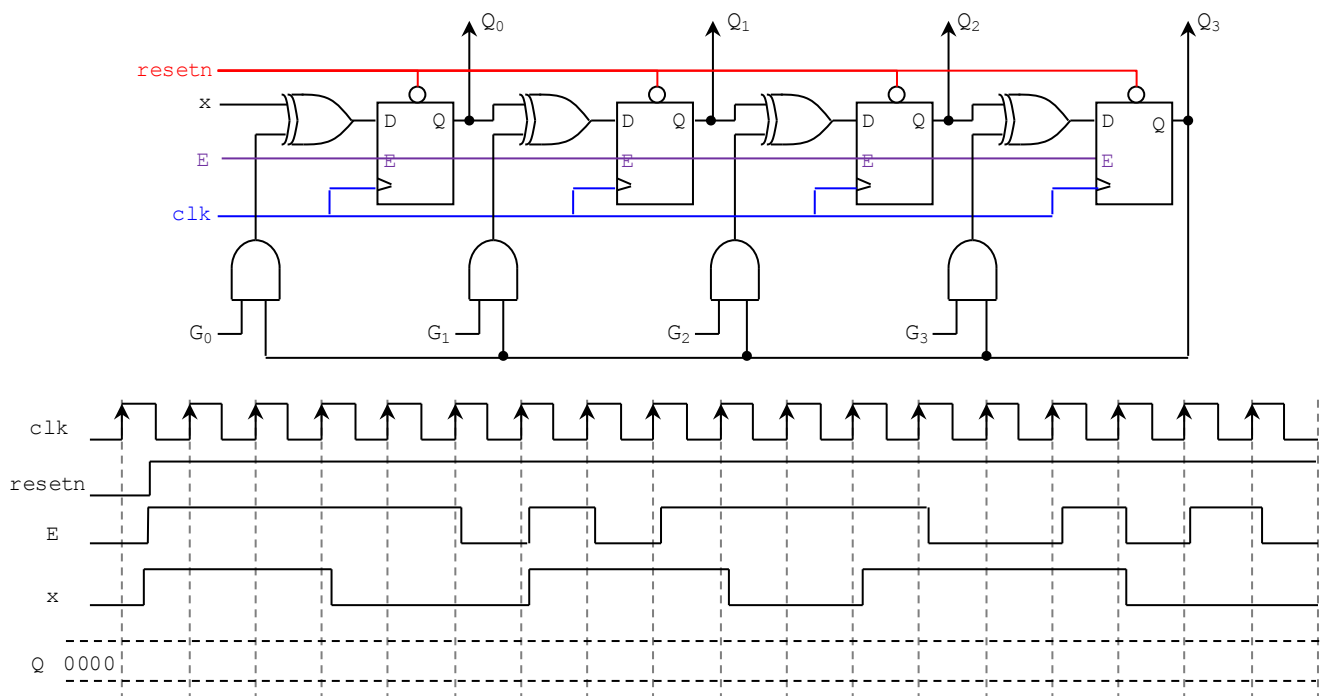 Q₀ Q₁ Q₂ Q₃
resetn
x
D Q D Q D Q D Q
E E E E E
clk
G₀ G₁ G₂ G₃
clk
resetn
E
x
Q 0000